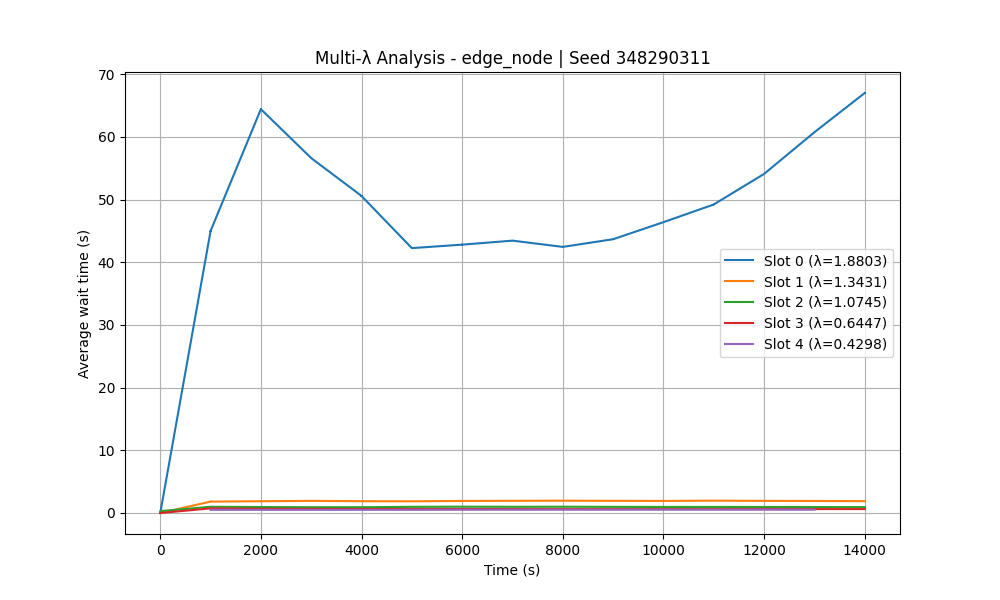 Multi-λ Analysis - edge_node | Seed 348290311
Average wait time (s)
70
60
50
40
30
20
10
0
Slot 0 (λ=1.8803)
Slot 1 (λ=1.3431)
Slot 2 (λ=1.0745)
Slot 3 (λ=0.6447)
Slot 4 (λ=0.4298)
0 2000 4000 6000 8000 10000 12000 14000
Time (s)